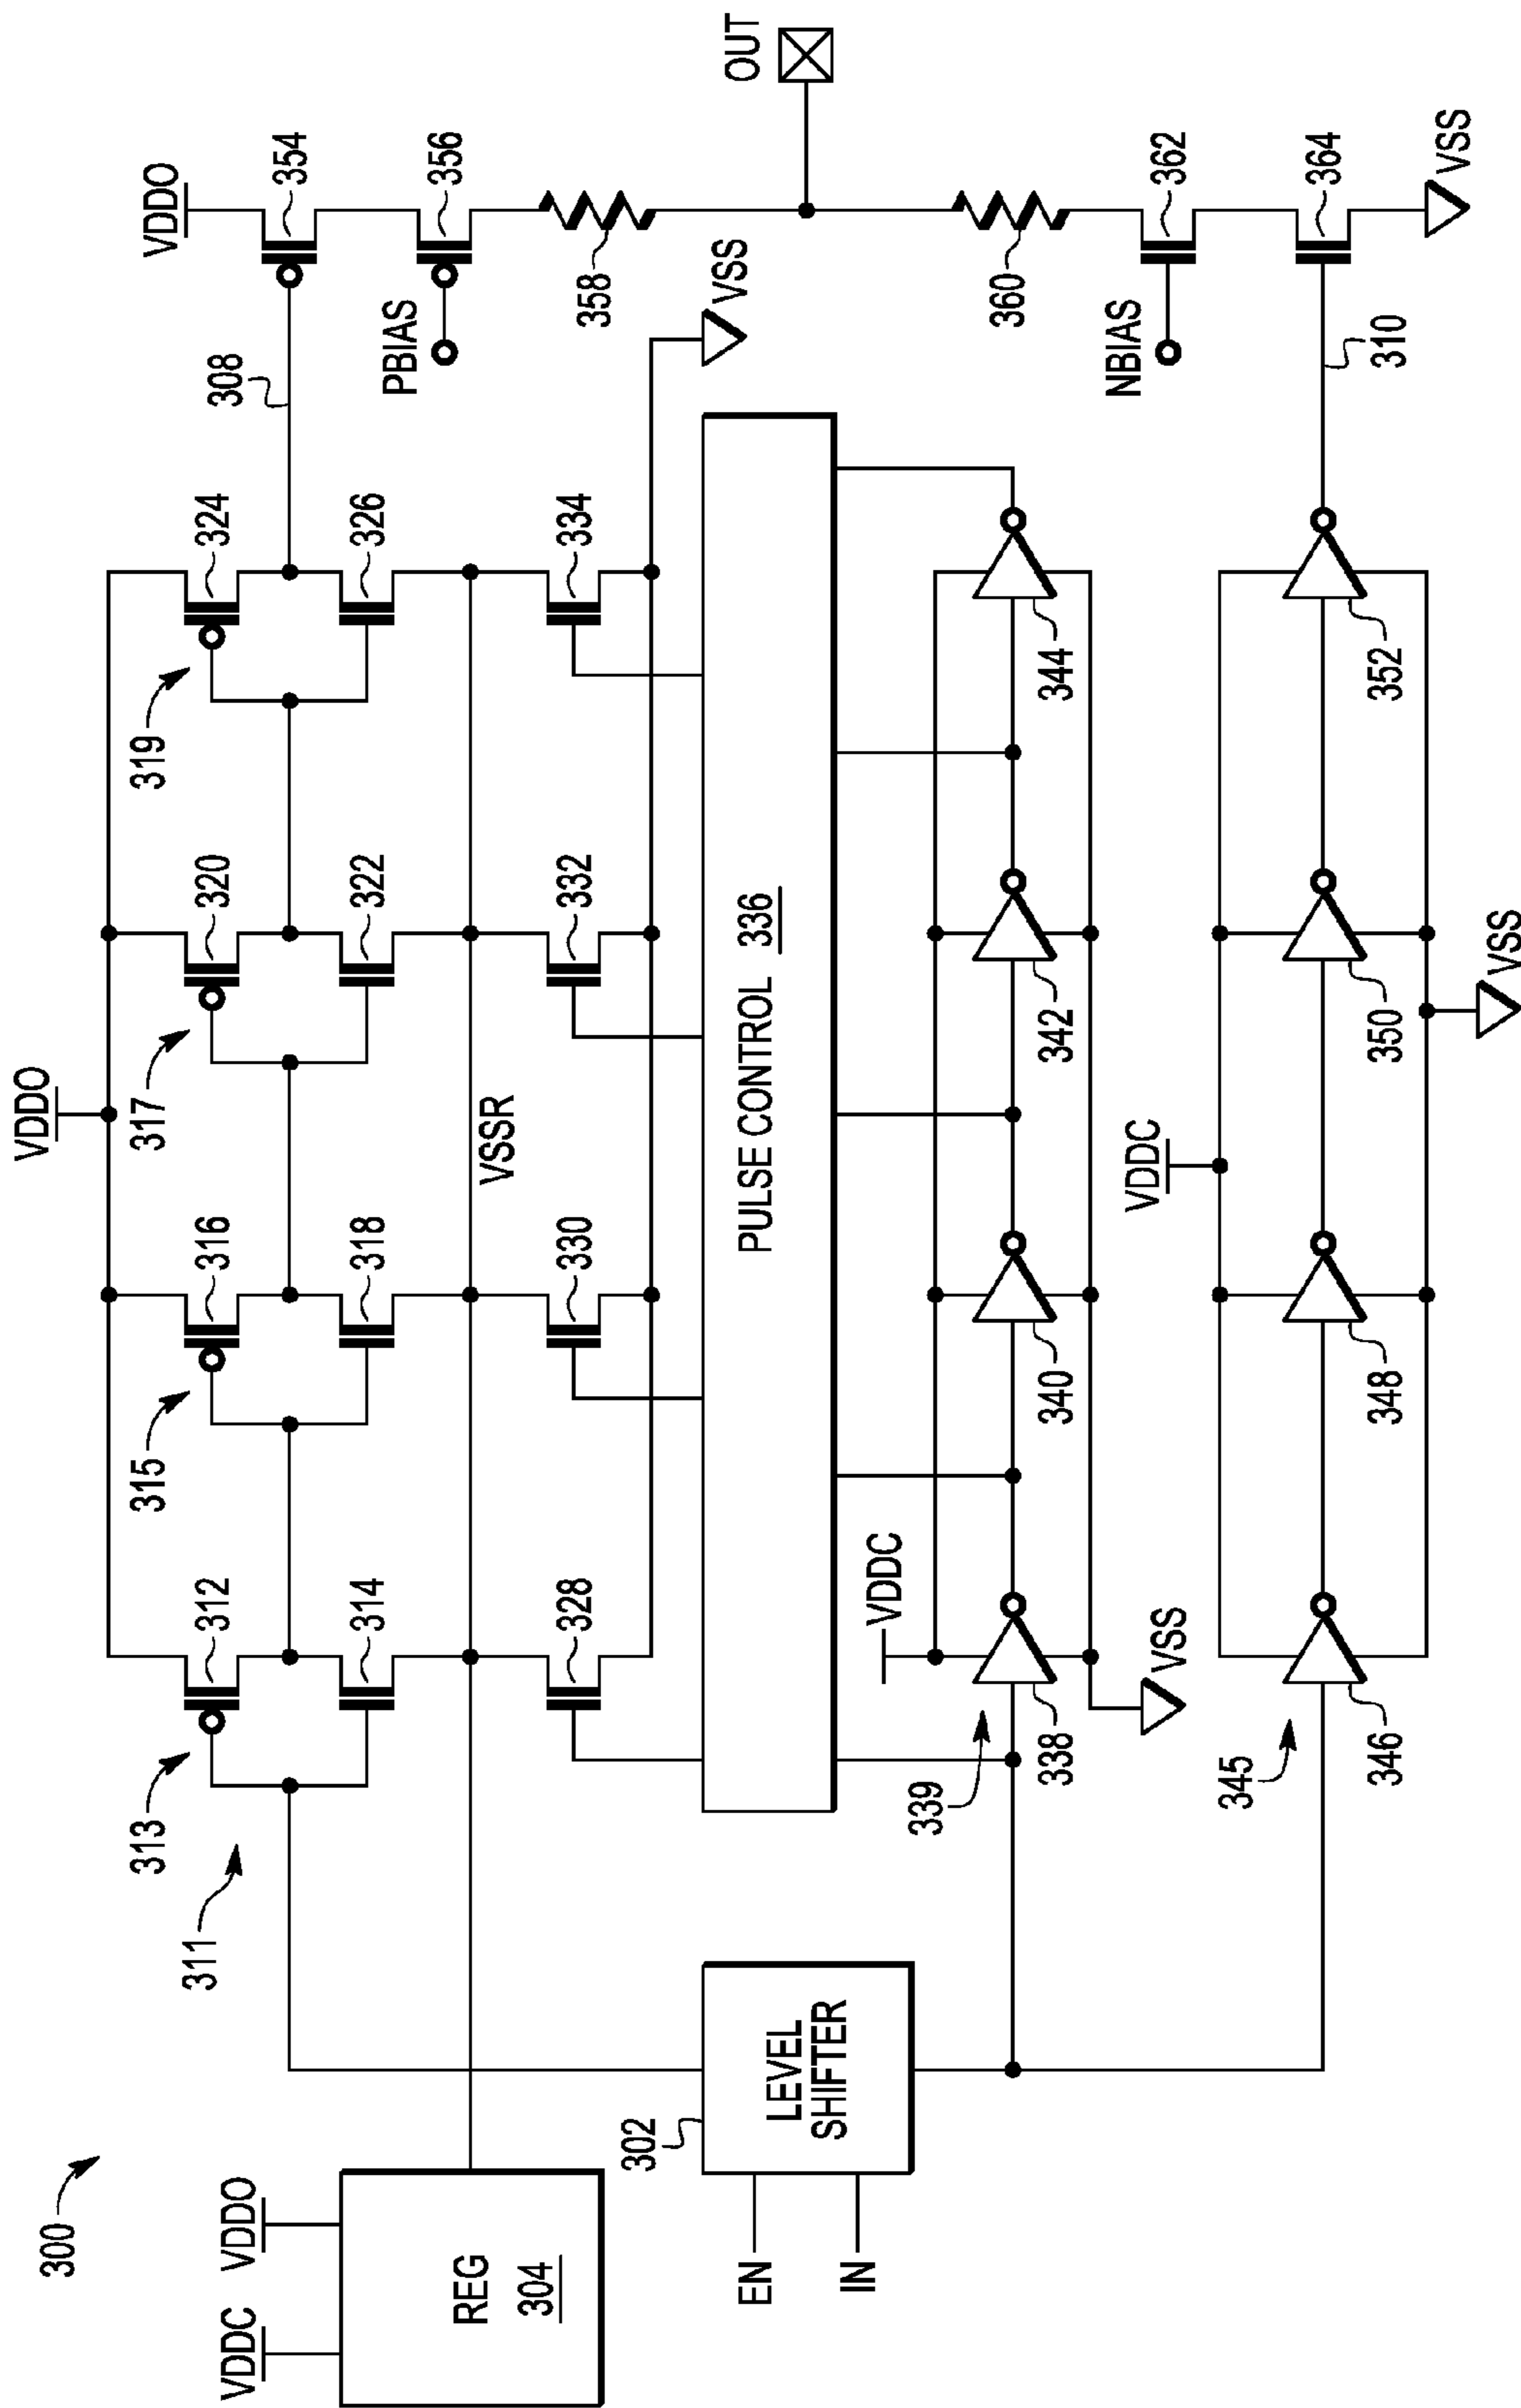 300
VDDC
VDDO
REG
304
302
LEVEL
SHIFTER
EN
IN
311
VDDO
313
312
314
315
316
318
317
320
322
319
324
326
308
VDDO
354
PBIAS
356
358
VSSR
328
330
332
334
VSS
OUT
PULSE CONTROL 336
VDDC
339
338
340
342
344
VSS
360
NBIAS
362
364
310
VSS
VDDC
345
346
348
350
352
VSS